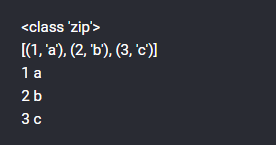 <class 'zip'>
[(1, 'a'), (2, 'b'), (3, 'c')]
1 a
2 b
3 c